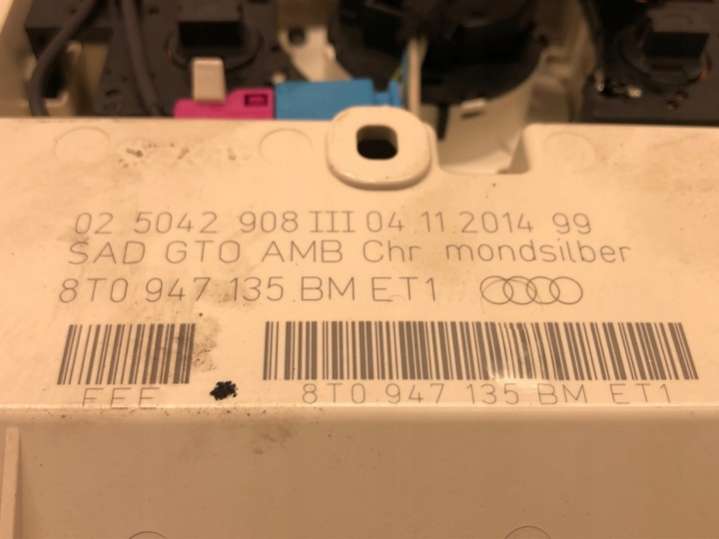 02 5042 908 III 04 11 2014 99
SAD GTO AMB Chr mondsilber
8T0 947 135 BM ET1
EEE
8T0 947 135 BM ET1